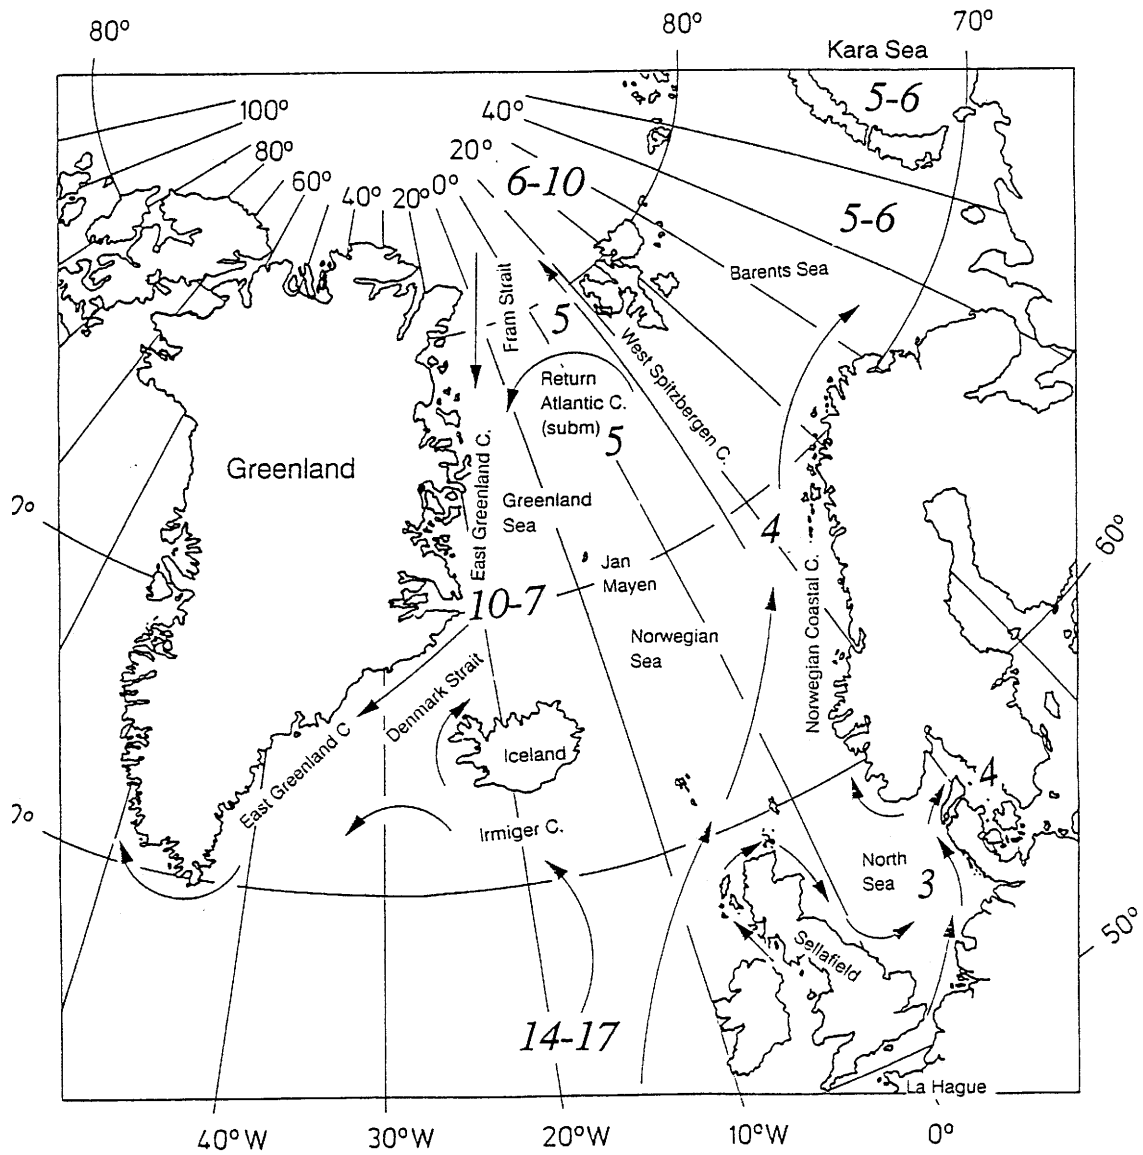 80°
80°
70°
Kara Sea
5-6
100°
80°
60°
40°
20°
0°
20°
40°
6-10
5-6
Barents Sea
Fram Strait
5
West Spitzbergen C.
Return
Atlantic C.
(subm)
5
Greenland
East Greenland C.
Greenland
Sea
4
Jan
Mayen
10-7
Norwegian
Sea
Norwegian Coastal C.
60°
Denmark Strait
East Greenland C
Iceland
4
Irmiger C.
North
Sea
3
Sellafield
50°
14-17
La Hague
40°W
30°W
20°W
10°W
0°